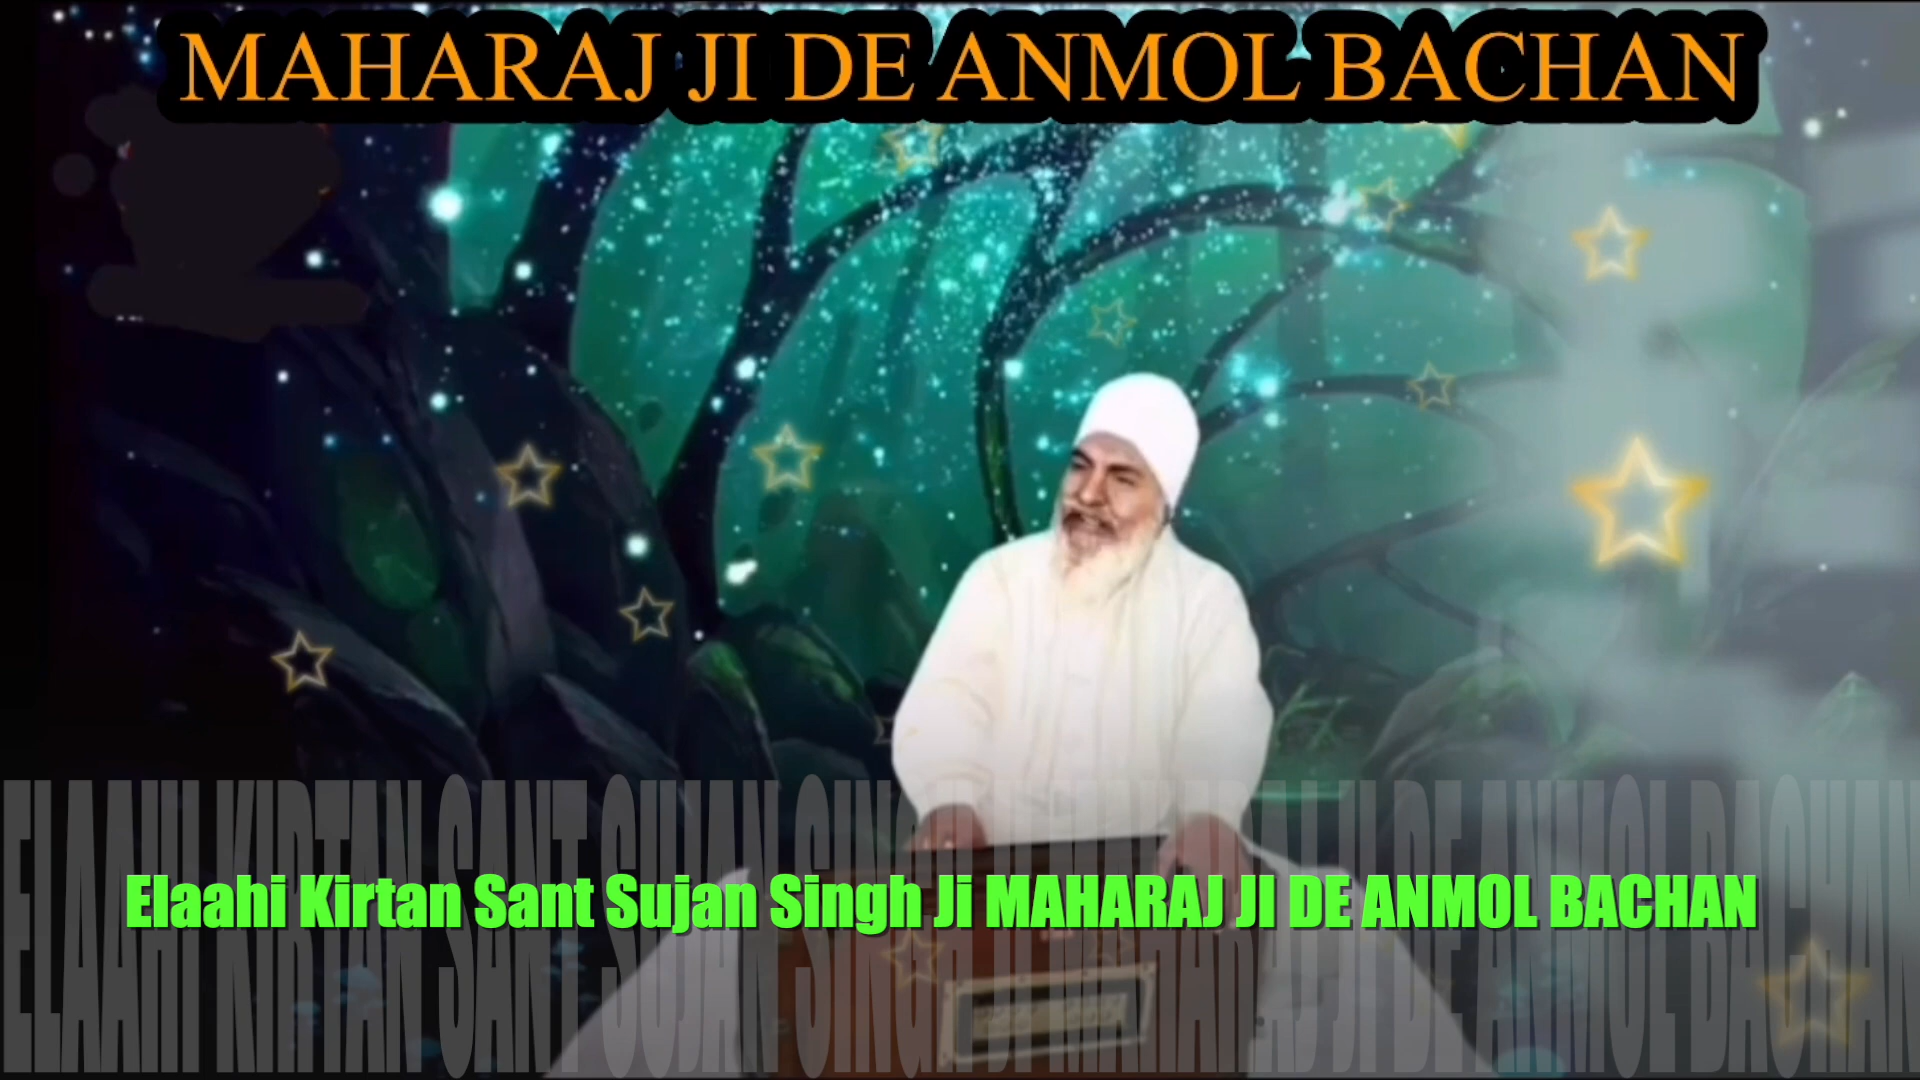 MAHARAJ JI DE ANMOL BACHAN
ELAAHI KIRTAN SANT SUJAN SINGH JI MAHARAJ JI DE ANMOL BACHAN
Elaahi Kirtan Sant Sujan Singh Ji MAHARAJ JI DE ANMOL BACHAN